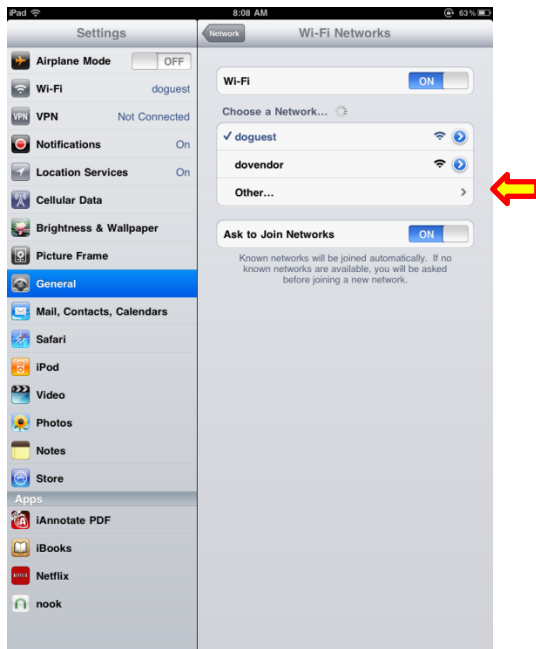 iPad 8:08 AM 63%
Settings
Airplane Mode OFF
Wi-Fi doguest
VPN VPN Not Connected
Notifications On
Location Services On
Cellular Data
Brightness & Wallpaper
Picture Frame
General
Mail, Contacts, Calendars
Safari
iPod
Video
Photos
Notes
Store
Apps
iAnnotate PDF
iBooks
NETFLIX Netflix
nook
Network Wi-Fi Networks
Wi-Fi ON
Choose a Network...
✓ doguest
dovendor
Other...
Ask to Join Networks ON
Known networks will be joined automatically. If no
known networks are available, you will be asked
before joining a new network.